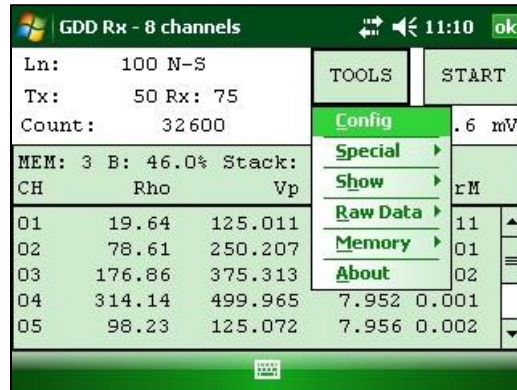 GDD Rx - 8 channels 11:10 ok
Ln: 100 N-S
TOOLS START
Tx: 50 Rx: 75
Count: 32600 .6 mV
Config
Special
Show
Raw Data
Memory
About
MEM: 3 B: 46.0% Stack:
CH Rho Vp rM
01 19.64 125.011 11
02 78.61 250.207 01
03 176.86 375.313 02
04 314.14 499.965 7.952 0.001
05 98.23 125.072 7.956 0.002